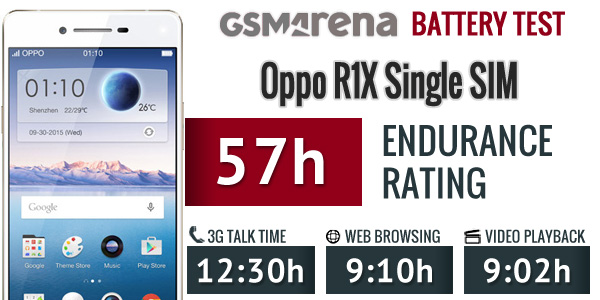 GSMarena BATTERY TEST
Oppo R1X Single SIM
57h
ENDURANCE
RATING
3G TALK TIME
12:30h
WEB BROWSING
9:10h
VIDEO PLAYBACK
9:02h
OPPO
OPPO 01:10
01:10
Shenzhen 22/29°C
26°C
09-30-2015 (Wed)
Google
Google Theme Store Music Play Store